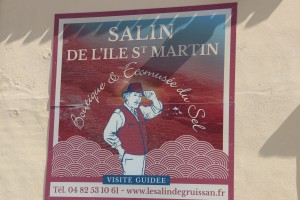 SALIN
DE L'ILE ST MARTIN
Boutique & Ecomusée du Sel
VISITE GUIDEE
Tél. 04 82 53 10 61 - www.lesalindegruissan.fr